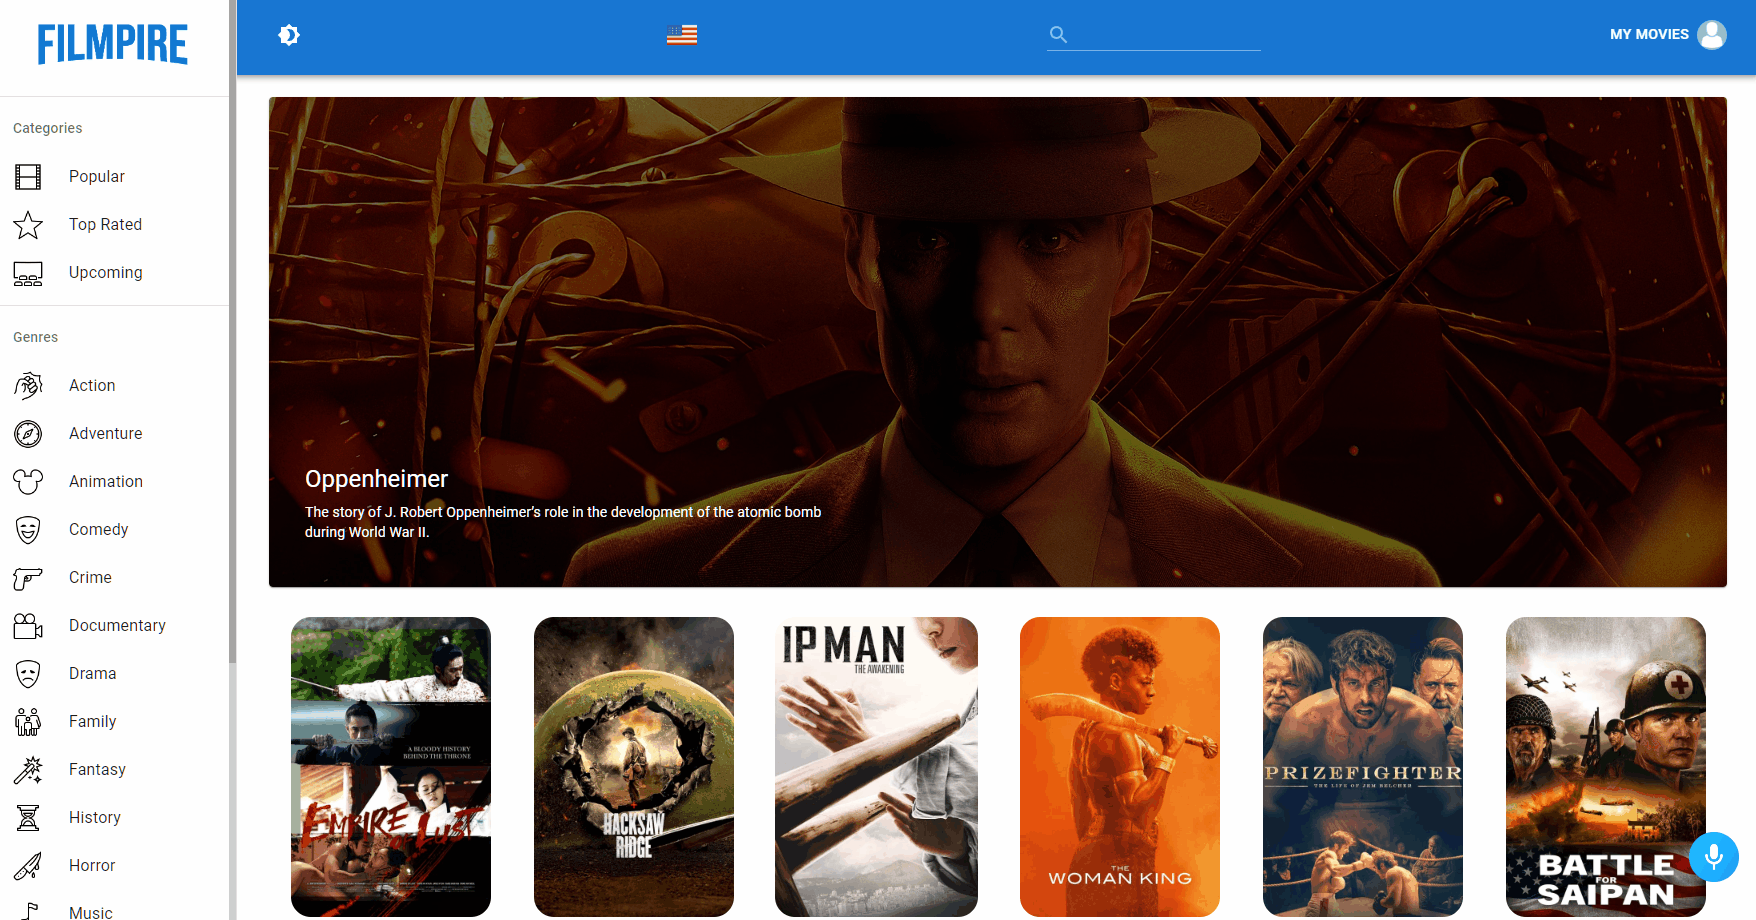 FILMPIRE
MY MOVIES
Categories
Popular
Top Rated
Upcoming
Genres
Action
Adventure
Animation
Comedy
Crime
Documentary
Drama
Family
Fantasy
History
Horror
Music
Oppenheimer
The story of J. Robert Oppenheimer’s role in the development of the atomic bomb
during World War II.
A BLOODY HISTORY
BEHIND THE THRONE
EMPIRE LUST
HACKSAW
RIDGE
IP MAN
THE AWAKENING
THE
WOMAN KING
PRIZEFIGHTER
THE LIFE OF JEM BELCHER
BATTLE
FOR
SAIPAN